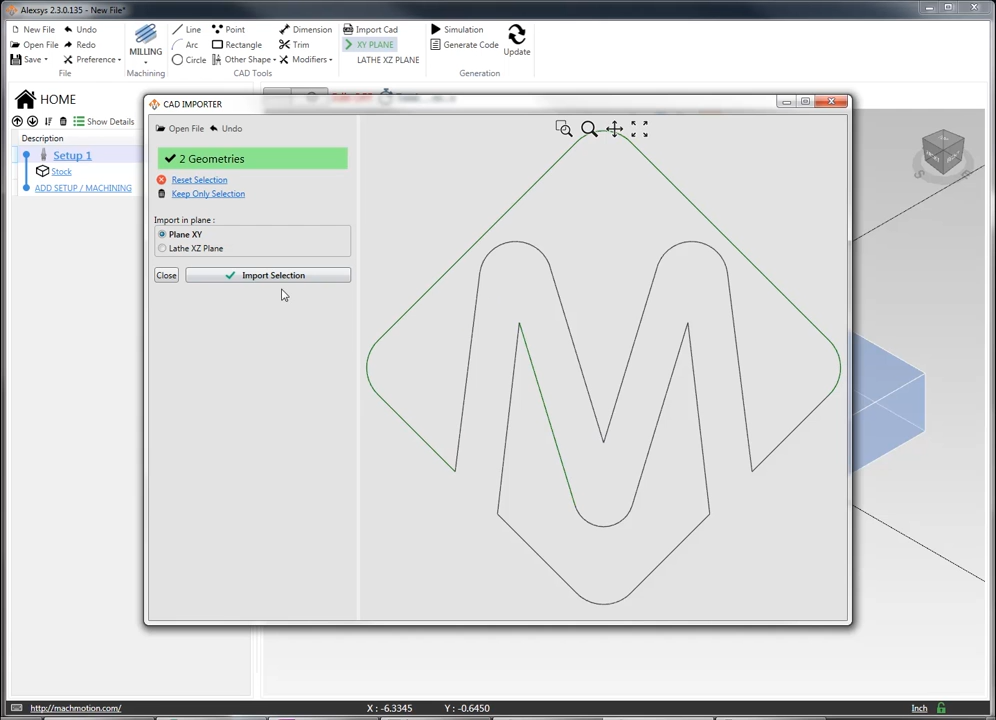 Alexsys 2.3.0.135 - New File*
New File Undo Line Point Dimension Import Cad Simulation
Open File Redo Arc Rectangle Trim XY PLANE Generate Code
Save Preference MILLING Circle Other Shape Modifiers LATHE XZ PLANE Update
File Machining CAD Tools Generation
HOME
Show Details
Description
Setup 1
Stock
ADD SETUP / MACHINING
CAD IMPORTER
Open File Undo
2 Geometries
Reset Selection
Keep Only Selection
Import in plane :
Plane XY
Lathe XZ Plane
Close Import Selection
S E
http://machmotion.com/ X : -6.3345 Y : -0.6450 Inch